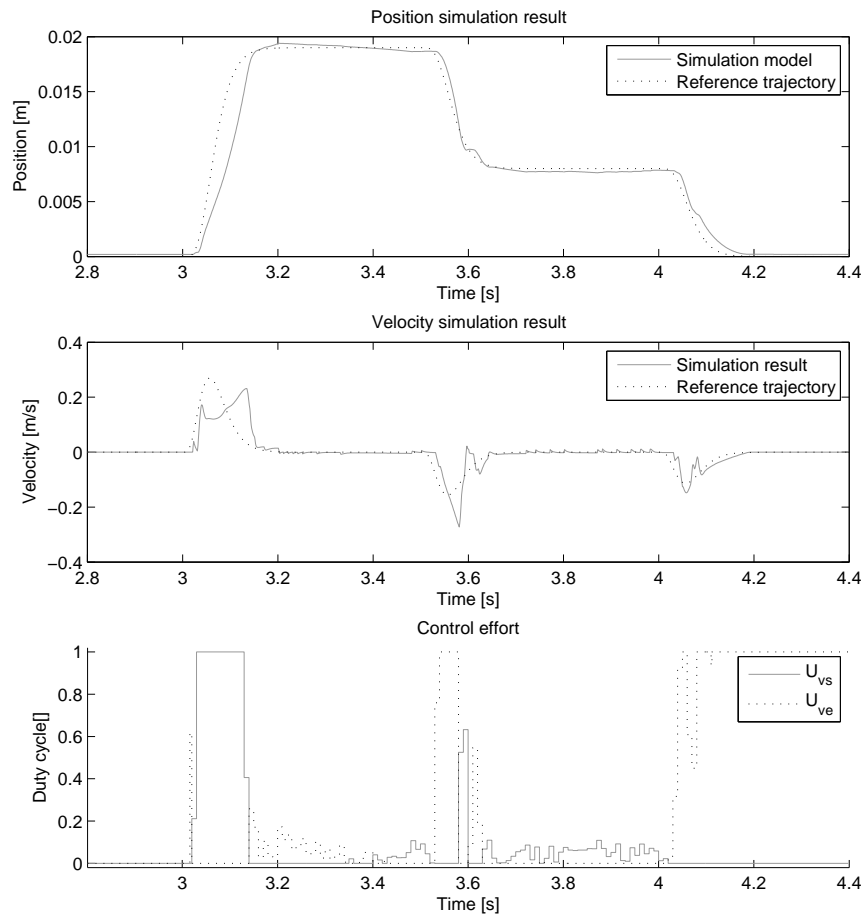 Position simulation result
0.02
0.015
0.01
0.005
0
Position [m]
Simulation model
Reference trajectory
2.8 3 3.2 3.4 3.6 3.8 4 4.2 4.4
Time [s]
Velocity simulation result
0.4
0.2
0
−0.2
−0.4
Velocity [m/s]
Simulation result
Reference trajectory
2.8 3 3.2 3.4 3.6 3.8 4 4.2 4.4
Time [s]
Control effort
1
0.8
0.6
0.4
0.2
0
Duty cycle[]
U_vs
U_ve
2.8 3 3.2 3.4 3.6 3.8 4 4.2 4.4
Time [s]